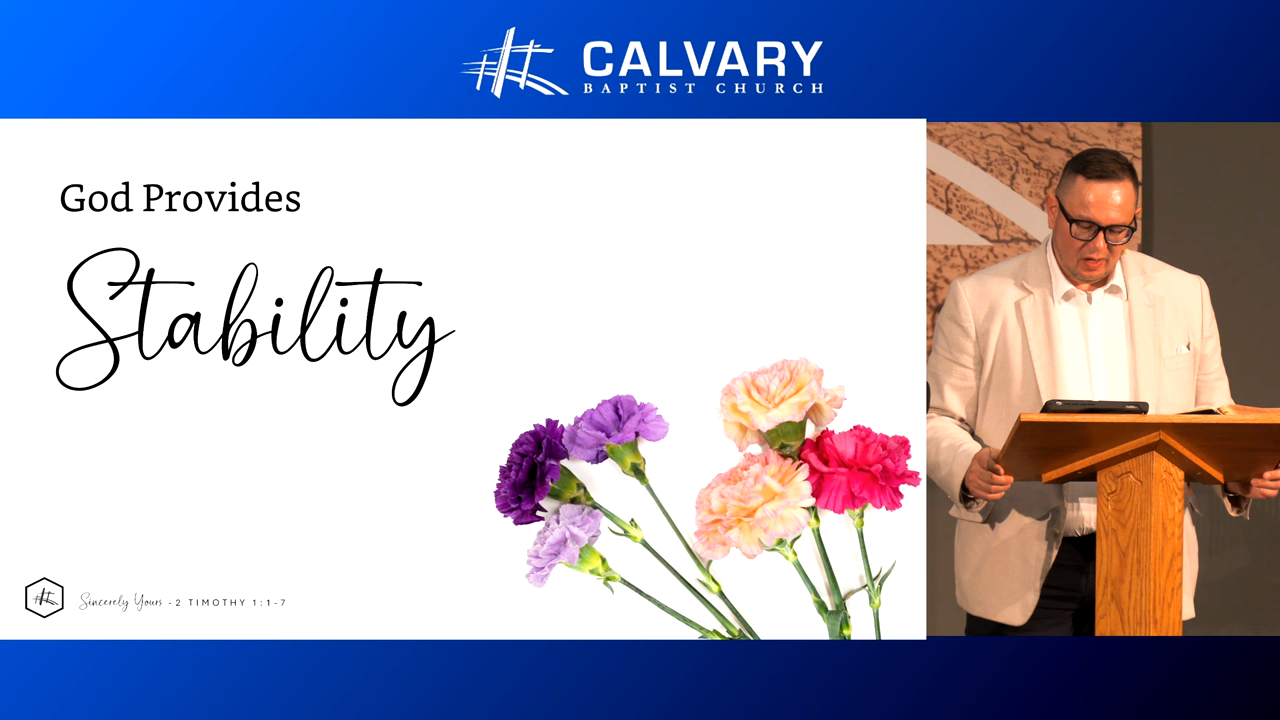 CALVARY
BAPTIST CHURCH
God Provides
Stability
Sincerely Yours - 2 TIMOTHY 1:1-7